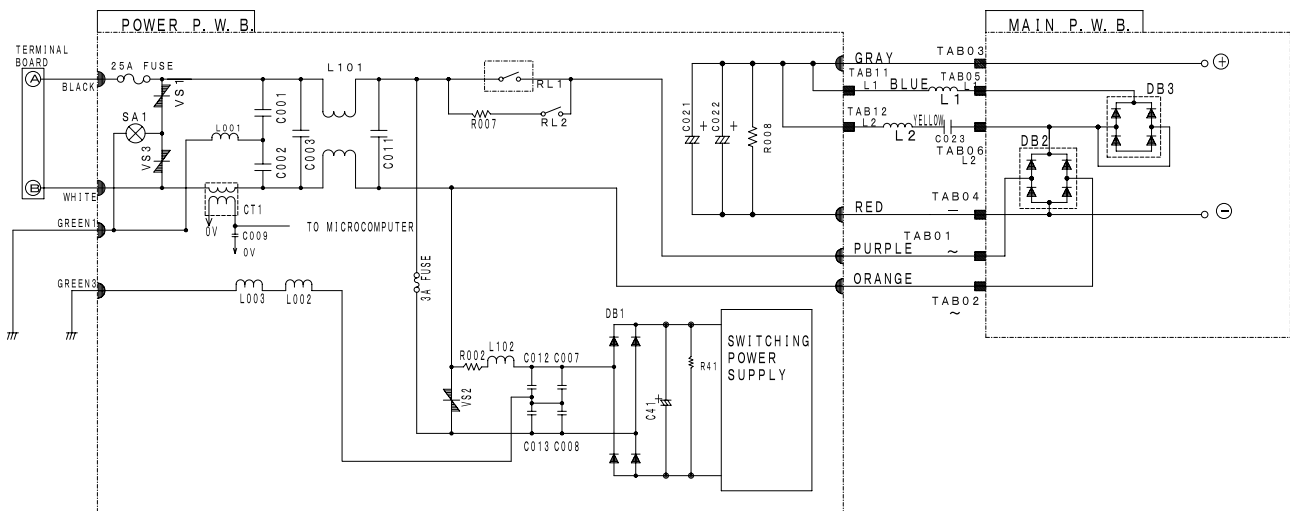 POWER P. W. B.
MAIN P. W. B.
TERMINAL
BOARD
A
25A FUSE
BLACK
VS1
SA1
VS3
L001
C001
C002
C003
L101
C011
RL1
R007
RL2
C021
+
C022
+
R008
GRAY
TAB03
+
TAB11
L1
BLUE
TAB05
L1
L1
DB3
TAB12
L2
YELLOW
L2
C023
TAB06
L2
DB2
B
WHITE
CT1
0V
C009
0V
TO MICROCOMPUTER
GREEN1
RED
TAB04
−
−
TAB01
PURPLE
~
ORANGE
TAB02
~
GREEN3
L003
L002
3A FUSE
R002
L102
C012
C007
VS2
C013
C008
DB1
C41
+
R41
SWITCHING
POWER
SUPPLY